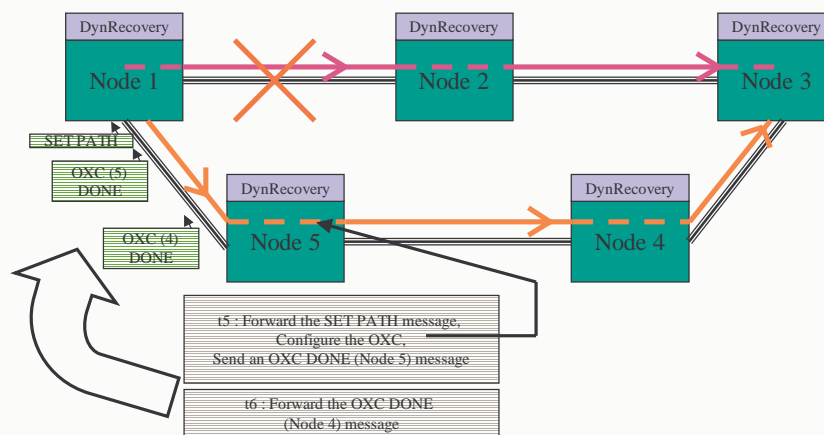 DynRecovery
DynRecovery
DynRecovery
Node 1
Node 2
Node 3
SET PATH
OXC (5)
DONE
DynRecovery
DynRecovery
OXC (4)
DONE
Node 5
Node 4
t5 : Forward the SET PATH message,
Configure the OXC,
Send an OXC DONE (Node 5) message
t6 : Forward the OXC DONE
(Node 4) message